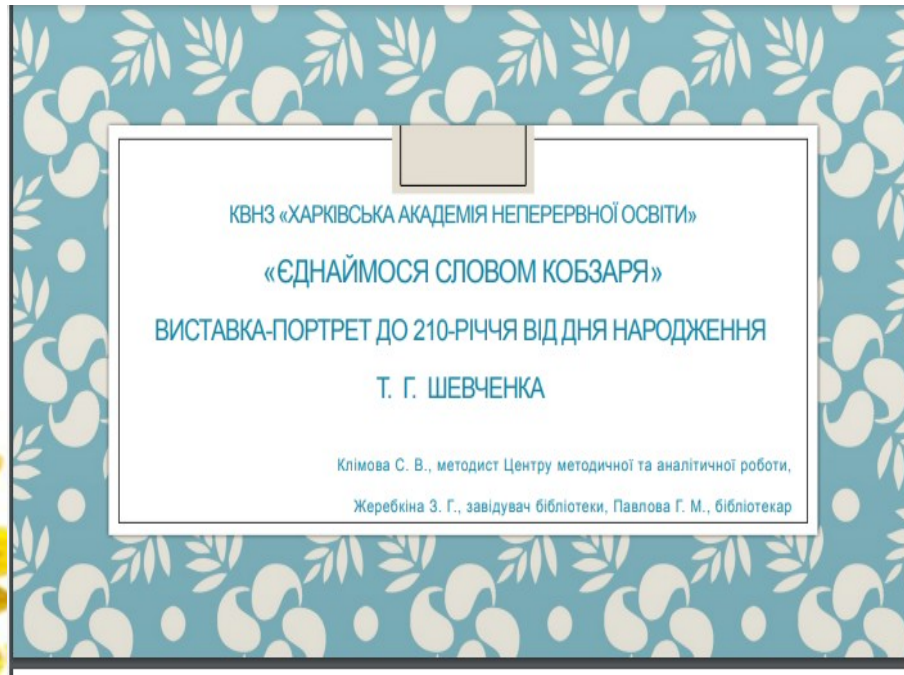 КВНЗ «ХАРКІВСЬКА АКАДЕМІЯ НЕПЕРЕРВНОЇ ОСВІТИ»
«ЄДНАЙМОСЯ СЛОВОМ КОБЗАРЯ»
ВИСТАВКА-ПОРТРЕТ ДО 210-РІЧЧЯ ВІД ДНЯ НАРОДЖЕННЯ
Т. Г. ШЕВЧЕНКА
Клімова С. В., методист Центру методичної та аналітичної роботи,
Жеребкіна З. Г., завідувач бібліотеки, Павлова Г. М., бібліотекар